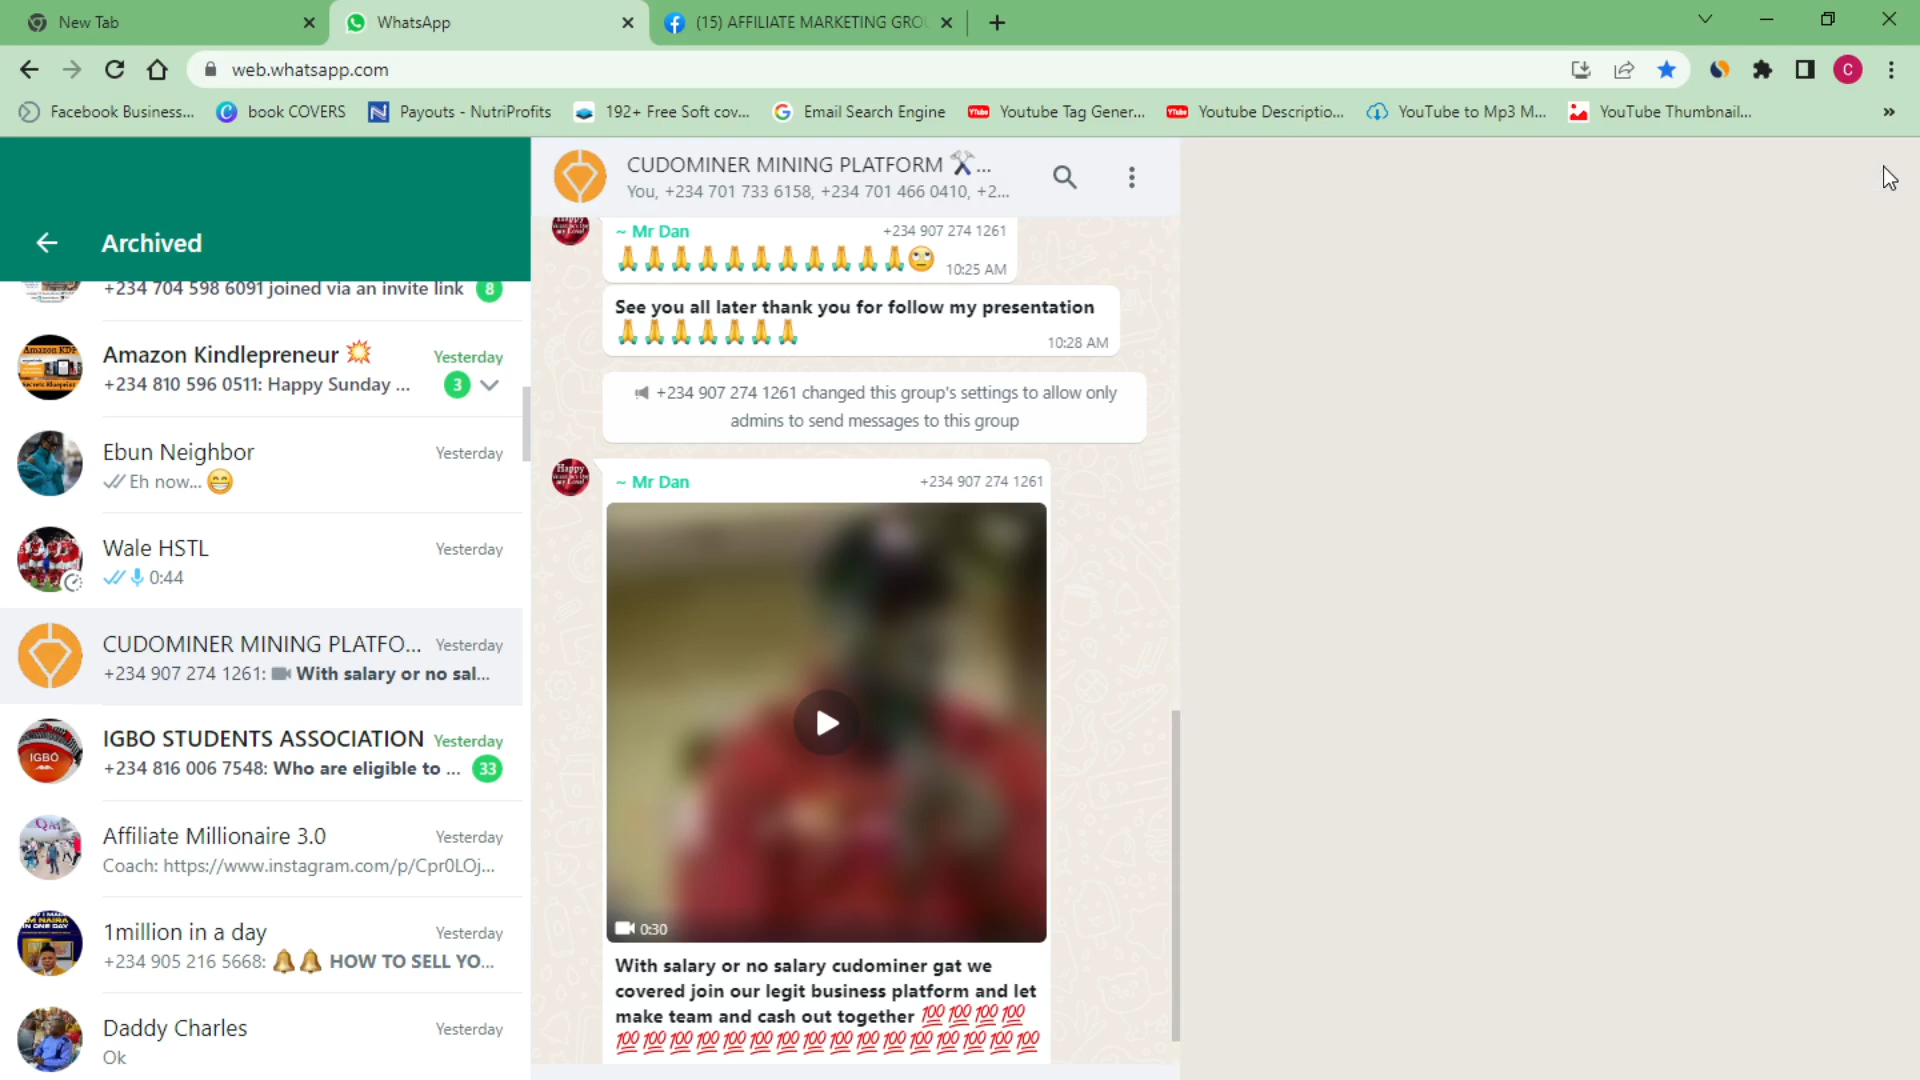 New Tab
WhatsApp
(15) AFFILIATE MARKETING GRO
web.whatsapp.com
C
Facebook Business...
book COVERS
Payouts - NutriProfits
192+ Free Soft cov...
Email Search Engine
Youtube Tag Gener...
Youtube Descriptio...
YouTube to Mp3 M...
YouTube Thumbnail...
»
Archived
+234 704 598 6091 joined via an invite link 8
Amazon Kindlepreneur 💥 Yesterday
+234 810 596 0511: Happy Sunday ... 3
Ebun Neighbor Yesterday
Eh now... 😁
Wale HSTL Yesterday
0:44
CUDOMINER MINING PLATFO... Yesterday
+234 907 274 1261: With salary or no sal...
IGBO STUDENTS ASSOCIATION Yesterday
+234 816 006 7548: Who are eligible to ... 33
Affiliate Millionaire 3.0 Yesterday
Coach: https://www.instagram.com/p/Cpr0LOj...
1million in a day Yesterday
+234 905 216 5668: 🔔🔔 HOW TO SELL YO...
Daddy Charles Yesterday
Ok
CUDOMINER MINING PLATFORM ⚒️...
You, +234 701 733 6158, +234 701 466 0410, +2...
~ Mr Dan +234 907 274 1261
🙏🙏🙏🙏🙏🙏🙏🙏🙏🙏🙏🙄 10:25 AM
See you all later thank you for follow my presentation
🙏🙏🙏🙏🙏🙏🙏 10:28 AM
+234 907 274 1261 changed this group's settings to allow only
admins to send messages to this group
~ Mr Dan +234 907 274 1261
0:30
With salary or no salary cudominer gat we
covered join our legit business platform and let
make team and cash out together 💯💯💯💯
💯💯💯💯💯💯💯💯💯💯💯💯💯💯💯💯